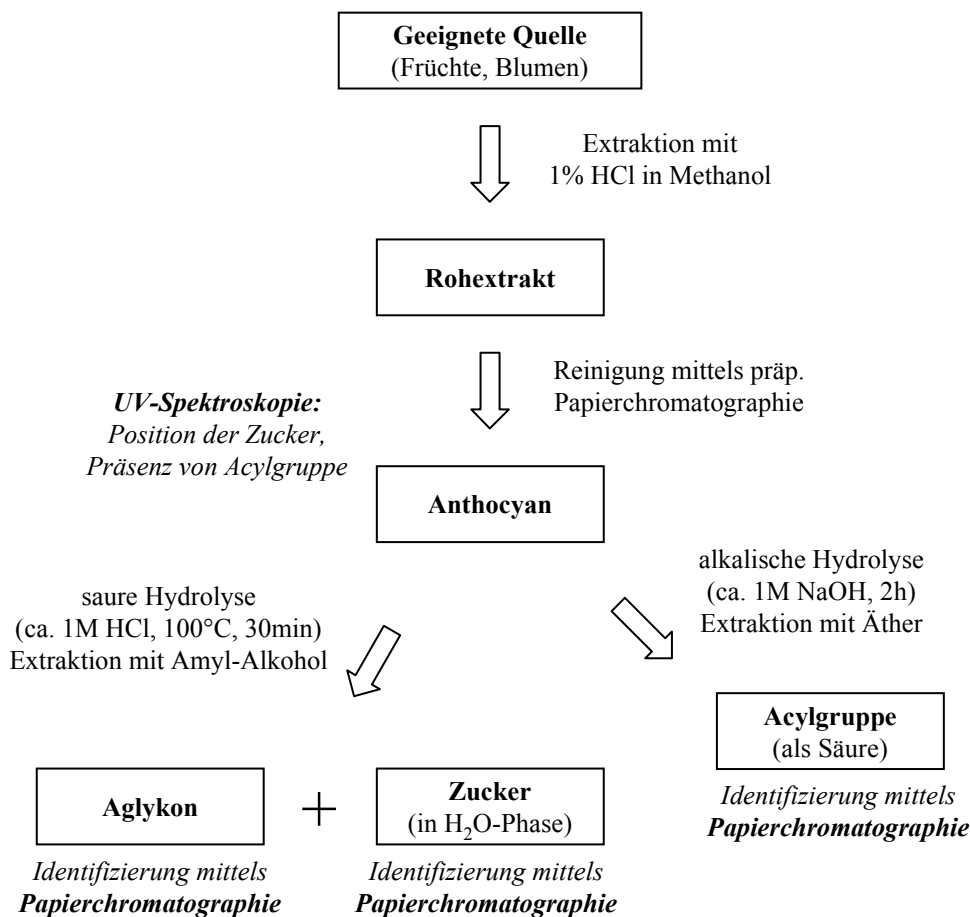 Geeignete Quelle
(Früchte, Blumen)
Extraktion mit
1% HCl in Methanol
Rohextrakt
Reinigung mittels präp.
Papierchromatographie
UV-Spektroskopie:
Position der Zucker,
Präsenz von Acylgruppe
Anthocyan
saure Hydrolyse
(ca. 1M HCl, 100°C, 30min)
Extraktion mit Amyl-Alkohol
alkalische Hydrolyse
(ca. 1M NaOH, 2h)
Extraktion mit Äther
Acylgruppe
(als Säure)
Identifizierung mittels
Papierchromatographie
Aglykon
+
Zucker
(in H₂O-Phase)
Identifizierung mittels
Papierchromatographie
Identifizierung mittels
Papierchromatographie